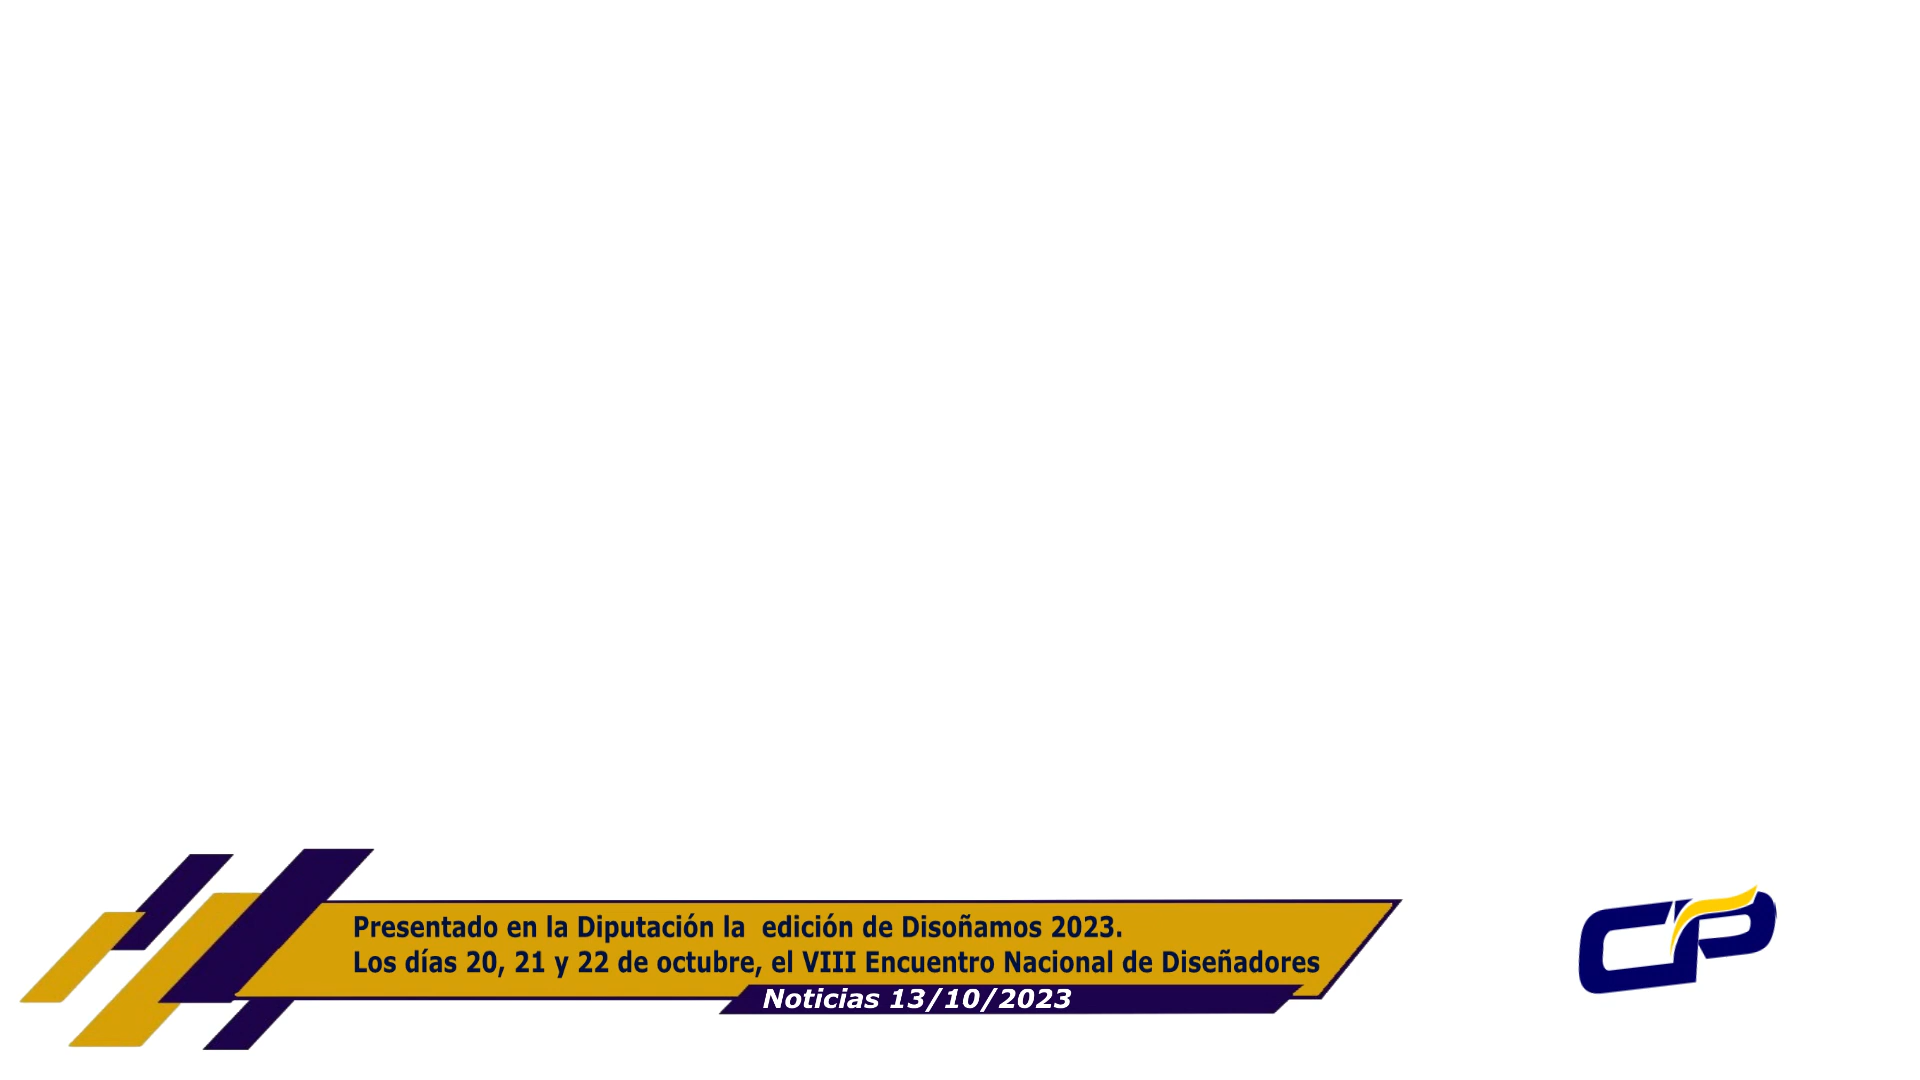 Presentado en la Diputación la  edición de Disoñamos 2023.
Los días 20, 21 y 22 de octubre, el VIII Encuentro Nacional de Diseñadores
Noticias 13/10/2023
CP